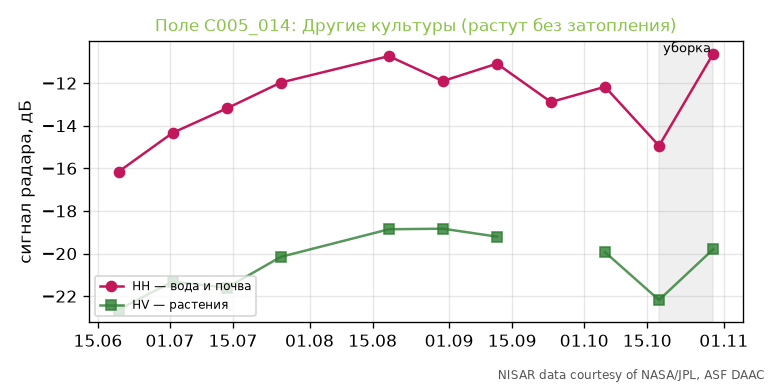 Поле C005_014: Другие культуры (растут без затопления)
уборка
сигнал радара, дБ
−12
−14
−16
−18
−20
−22
HH — вода и почва
HV — растения
15.06 01.07 15.07 01.08 15.08 01.09 15.09 01.10 15.10 01.11
NISAR data courtesy of NASA/JPL, ASF DAAC